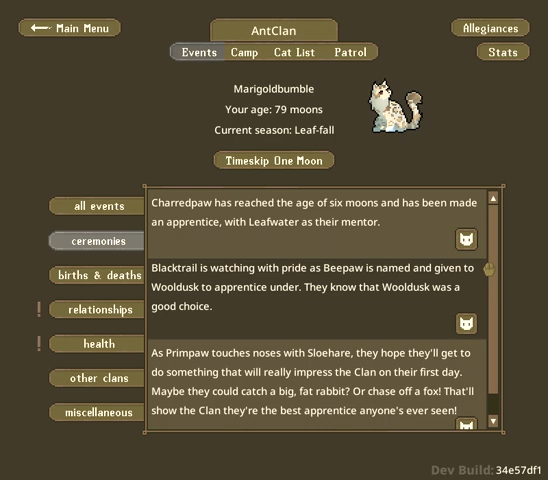 Main Menu
AntClan
Allegiances
Events
Camp
Cat List
Patrol
Stats
Marigoldbumble
Your age: 79 moons
Current season: Leaf-fall
Timeskip One Moon
all events
ceremonies
births & deaths
relationships
health
other clans
miscellaneous
Charredpaw has reached the age of six moons and has been made
an apprentice, with Leafwater as their mentor.
Blacktrail is watching with pride as Beepaw is named and given to
Wooldusk to apprentice under. They know that Wooldusk was a
good choice.
As Primpaw touches noses with Sloehare, they hope they'll get to
do something that will really impress the Clan on their first day.
Maybe they could catch a big, fat rabbit? Or chase off a fox! That'll
show the Clan they're the best apprentice anyone's ever seen!
Dev Build: 34e57df1